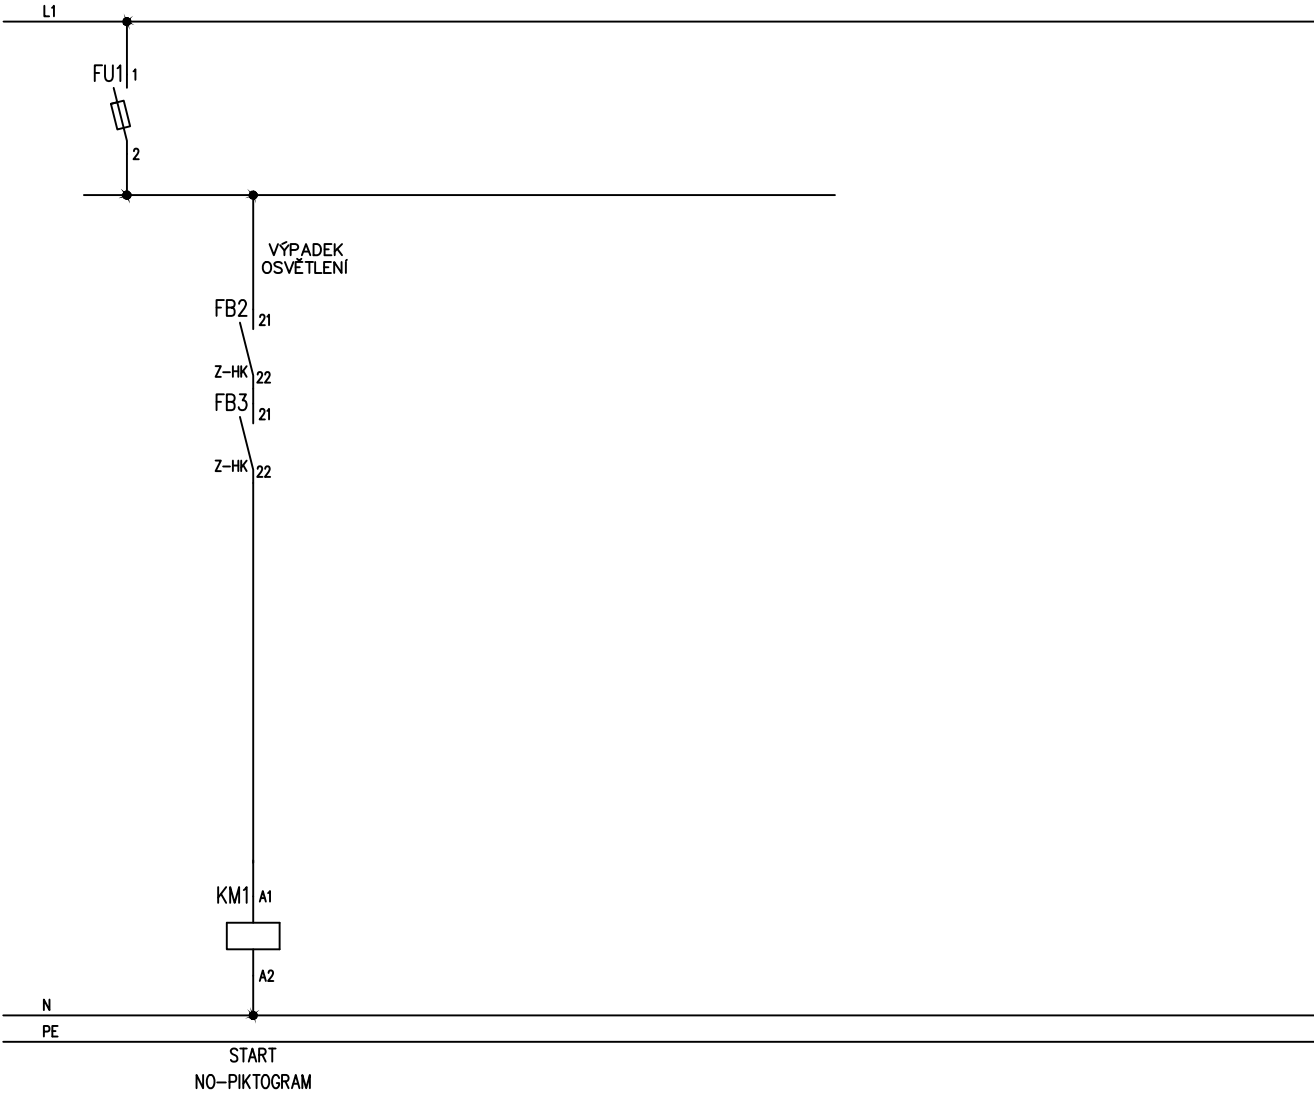 L1
FU1 1
2
VÝPADEK
OSVĚTLENÍ
FB2 21
Z-HK 22
FB3 21
Z-HK 22
KM1 A1
A2
N
PE
START
NO-PIKTOGRAM